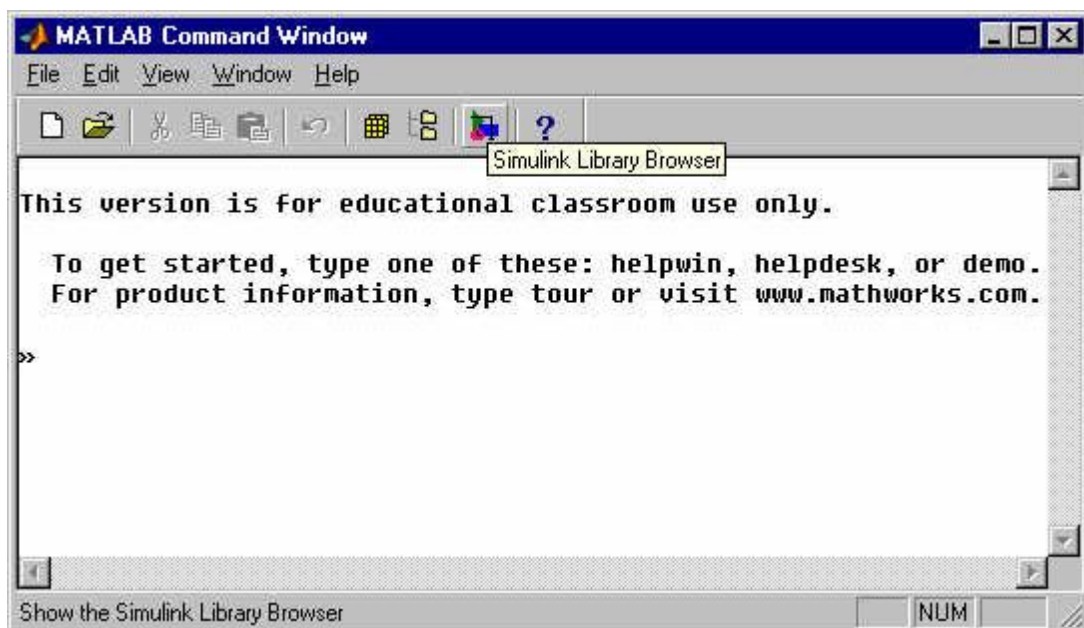 MATLAB Command Window
File Edit View Window Help
?
Simulink Library Browser
This version is for educational classroom use only.
To get started, type one of these: helpwin, helpdesk, or demo.
For product information, type tour or visit www.mathworks.com.
»
Show the Simulink Library Browser NUM